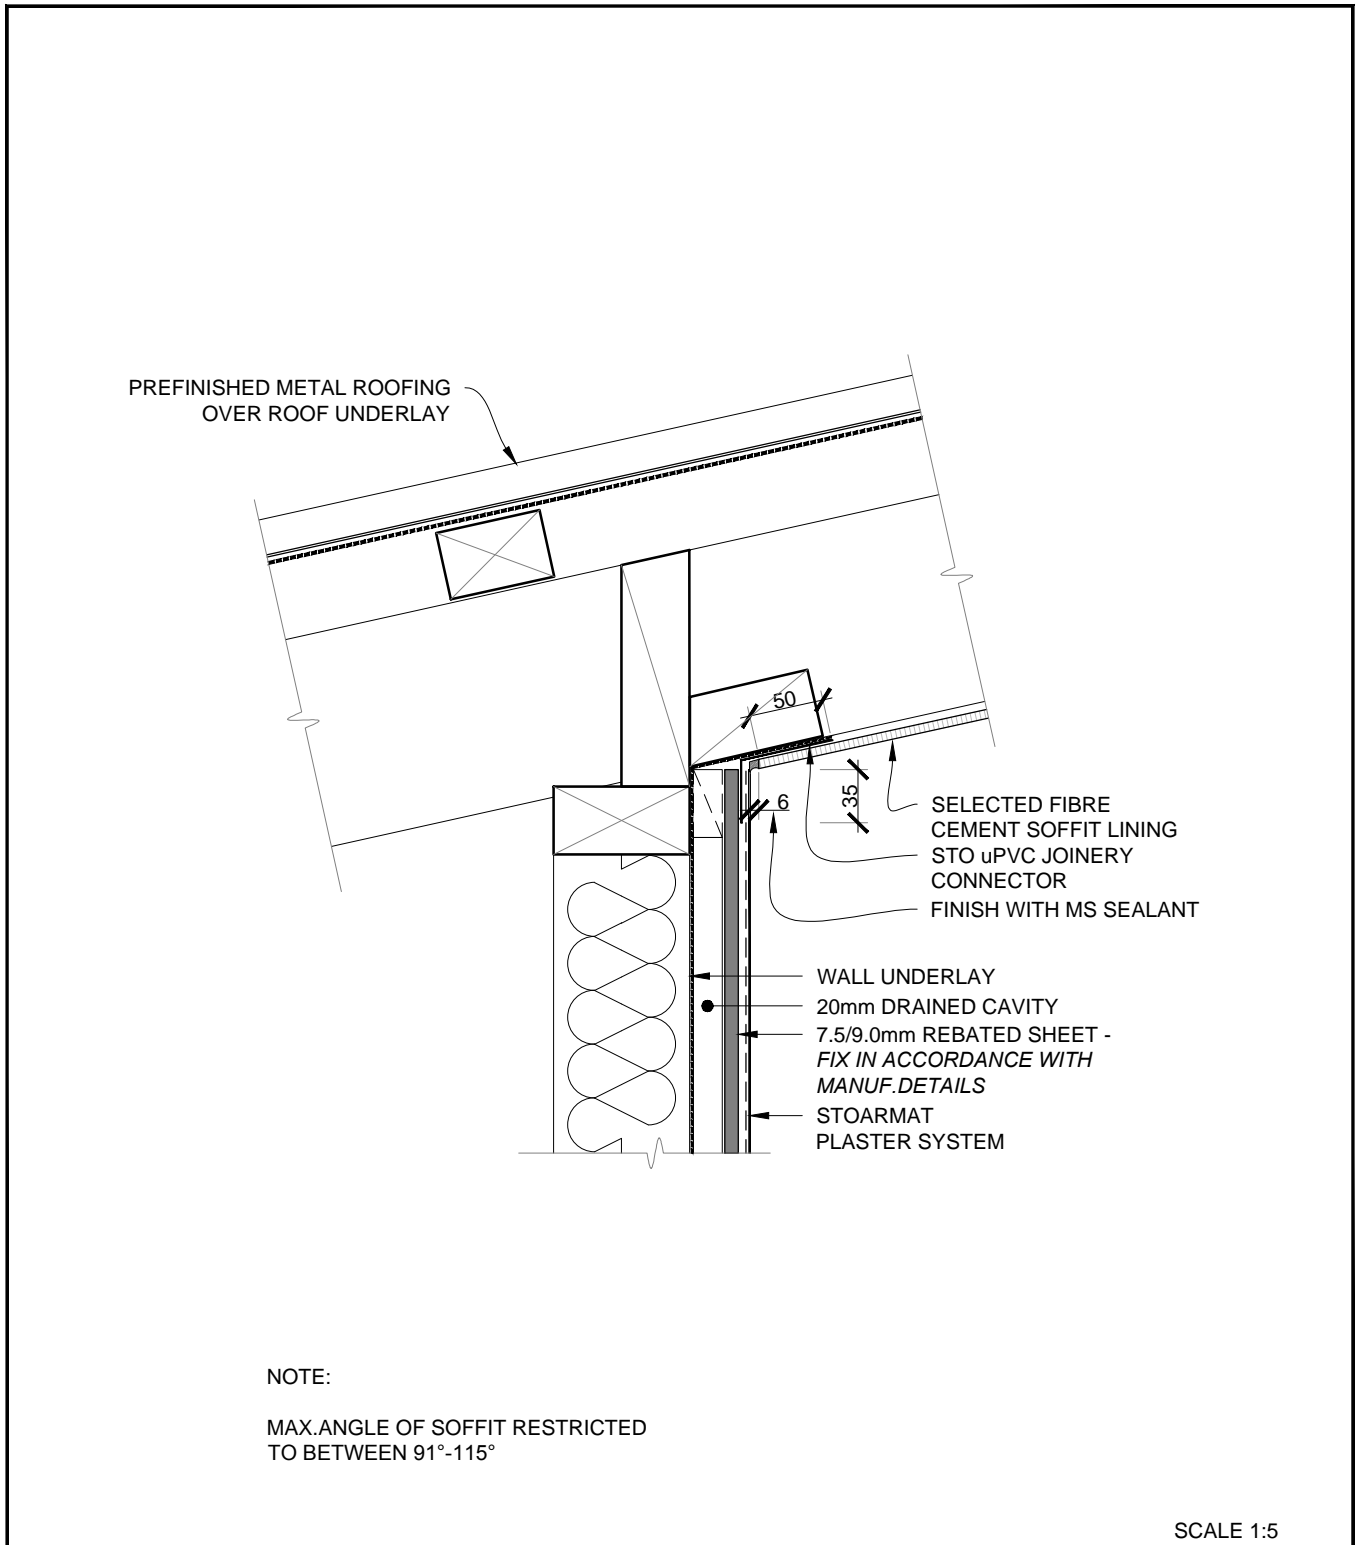 PREFINISHED METAL ROOFING
OVER ROOF UNDERLAY
50
6
35
SELECTED FIBRE
CEMENT SOFFIT LINING
STO uPVC JOINERY
CONNECTOR
FINISH WITH MS SEALANT
WALL UNDERLAY
20mm DRAINED CAVITY
7.5/9.0mm REBATED SHEET -
FIX IN ACCORDANCE WITH
MANUF.DETAILS
STOARMAT
PLASTER SYSTEM
NOTE:
MAX.ANGLE OF SOFFIT RESTRICTED
TO BETWEEN 91°-115°
SCALE 1:5